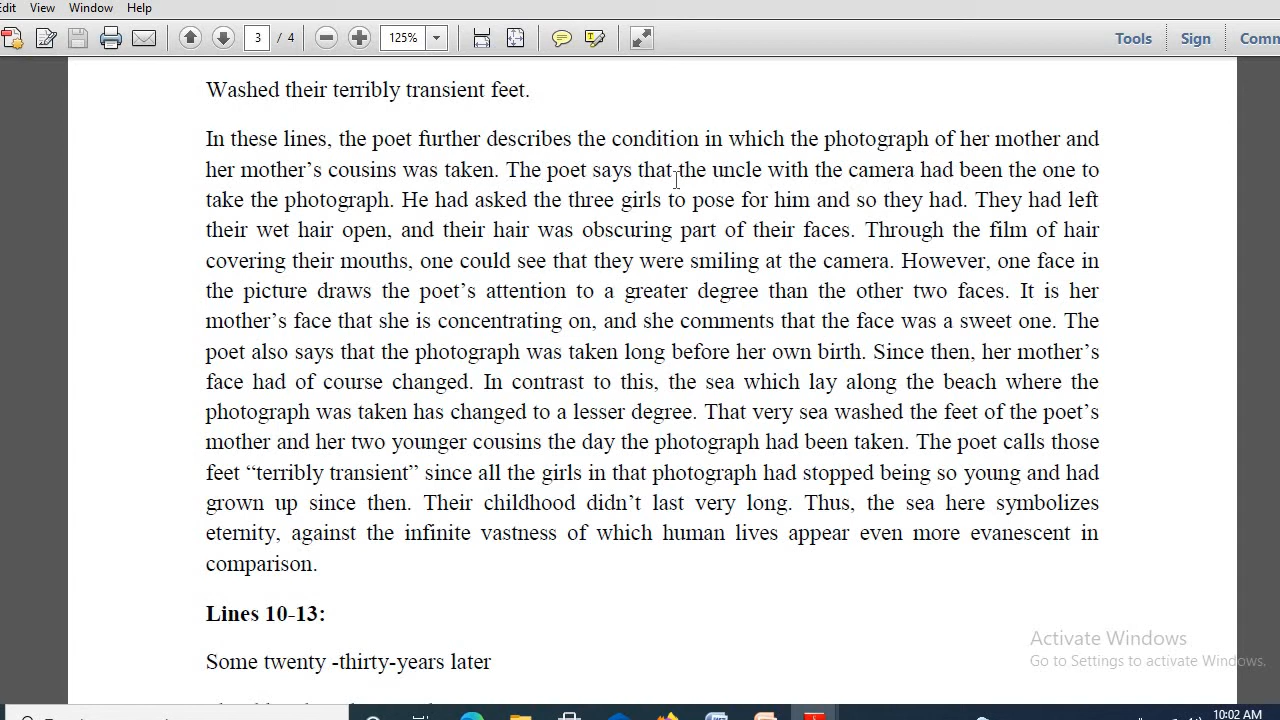 Edit View Window Help
3 / 4 125% Tools Sign Comm
Washed their terribly transient feet.
In these lines, the poet further describes the condition in which the photograph of her mother and
her mother’s cousins was taken. The poet says that the uncle with the camera had been the one to
take the photograph. He had asked the three girls to pose for him and so they had. They had left
their wet hair open, and their hair was obscuring part of their faces. Through the film of hair
covering their mouths, one could see that they were smiling at the camera. However, one face in
the picture draws the poet’s attention to a greater degree than the other two faces. It is her
mother’s face that she is concentrating on, and she comments that the face was a sweet one. The
poet also says that the photograph was taken long before her own birth. Since then, her mother’s
face had of course changed. In contrast to this, the sea which lay along the beach where the
photograph was taken has changed to a lesser degree. That very sea washed the feet of the poet’s
mother and her two younger cousins the day the photograph had been taken. The poet calls those
feet “terribly transient” since all the girls in that photograph had stopped being so young and had
grown up since then. Their childhood didn’t last very long. Thus, the sea here symbolizes
eternity, against the infinite vastness of which human lives appear even more evanescent in
comparison.
Lines 10-13:
Some twenty -thirty-years later
Activate Windows
Go to Settings to activate Windows.
10:02 AM